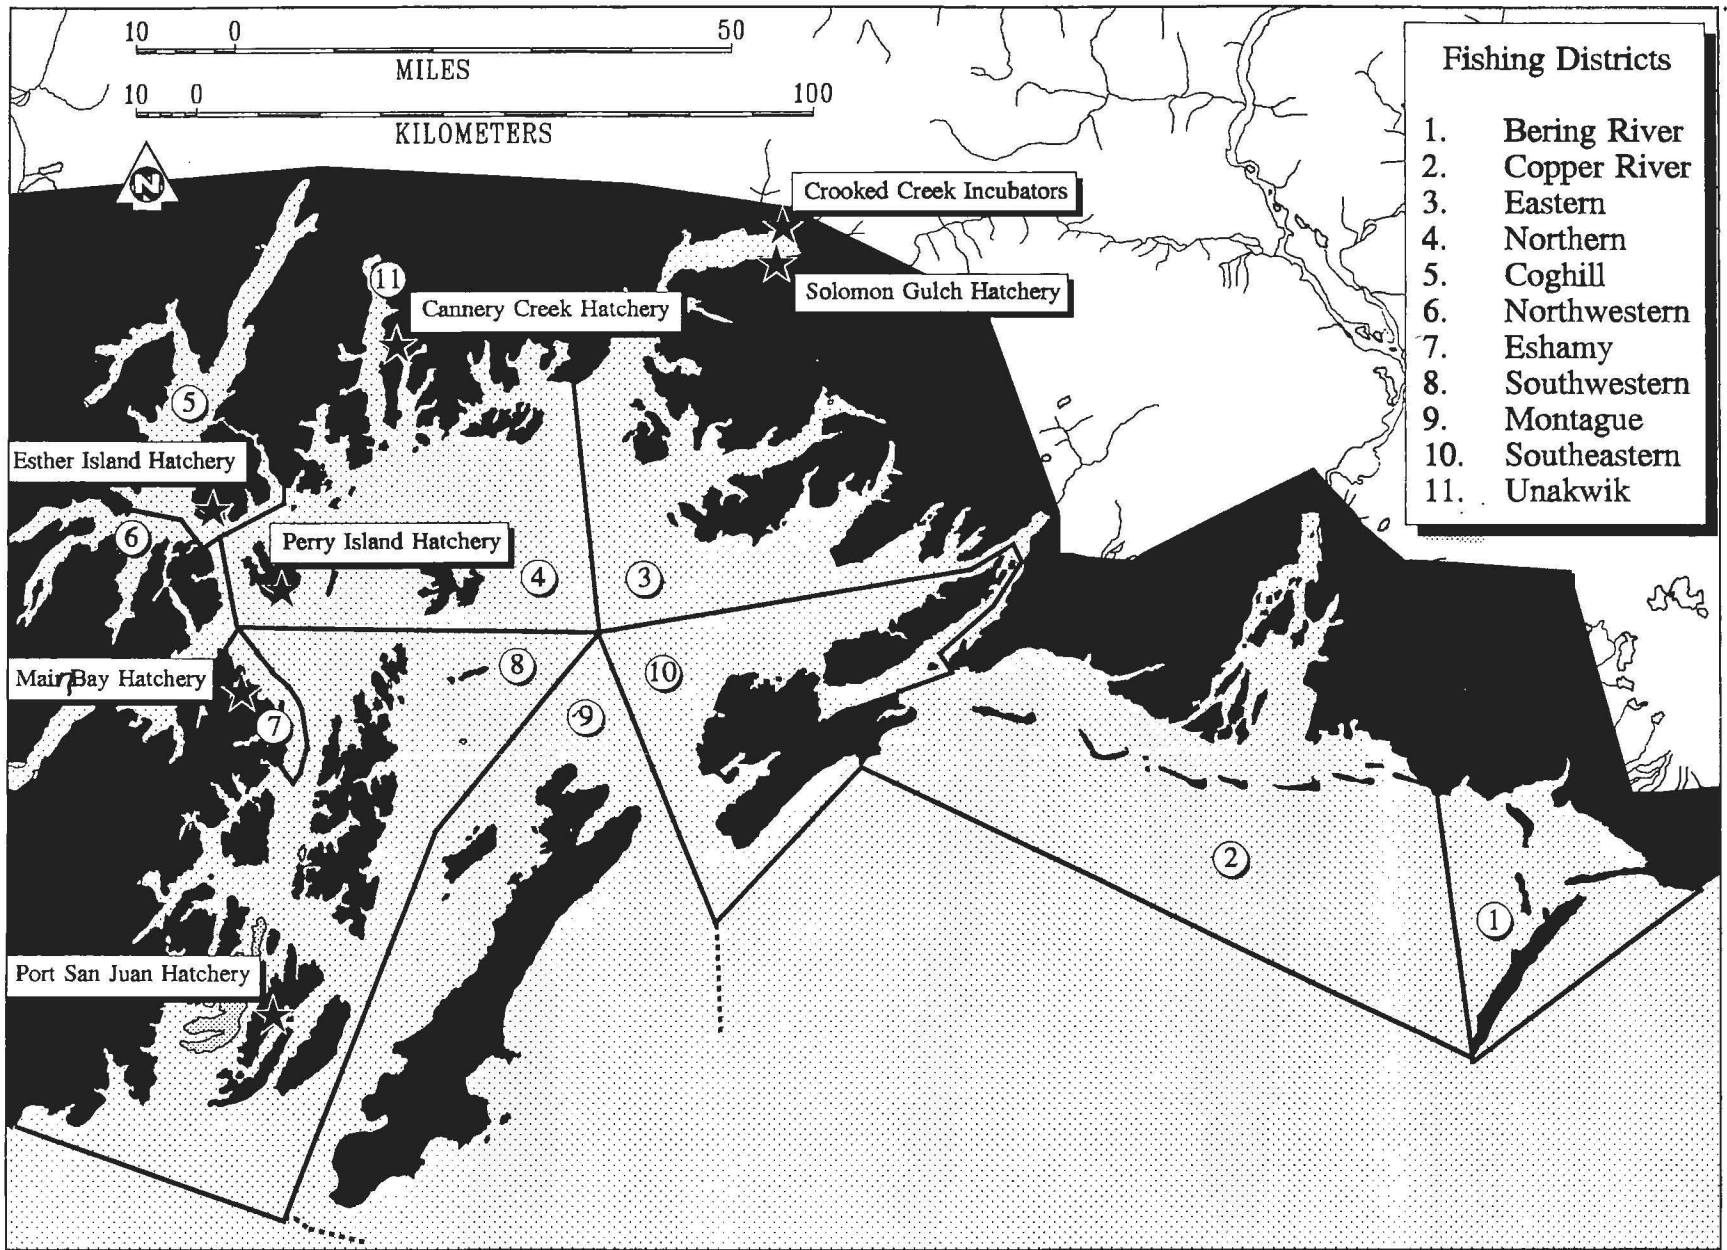 10 0 50
MILES
10 0 100
KILOMETERS
N
Fishing Districts
1. Bering River
2. Copper River
3. Eastern
4. Northern
5. Coghill
6. Northwestern
7. Eshamy
8. Southwestern
9. Montague
10. Southeastern
11. Unakwik
Crooked Creek Incubators
Solomon Gulch Hatchery
11
Cannery Creek Hatchery
5
Esther Island Hatchery
6
Perry Island Hatchery
4
3
Main Bay Hatchery
8
10
7
9
2
1
Port San Juan Hatchery